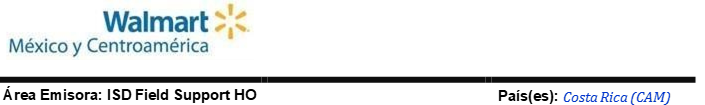 Walmart
México y Centroamérica
Área Emisora: ISD Field Support HO País(es): Costa Rica (CAM)